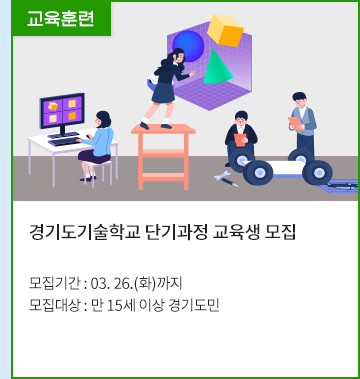 교육훈련
경기도기술학교 단기과정 교육생 모집
모집기간 : 03. 26.(화)까지
모집대상 : 만 15세 이상 경기도민